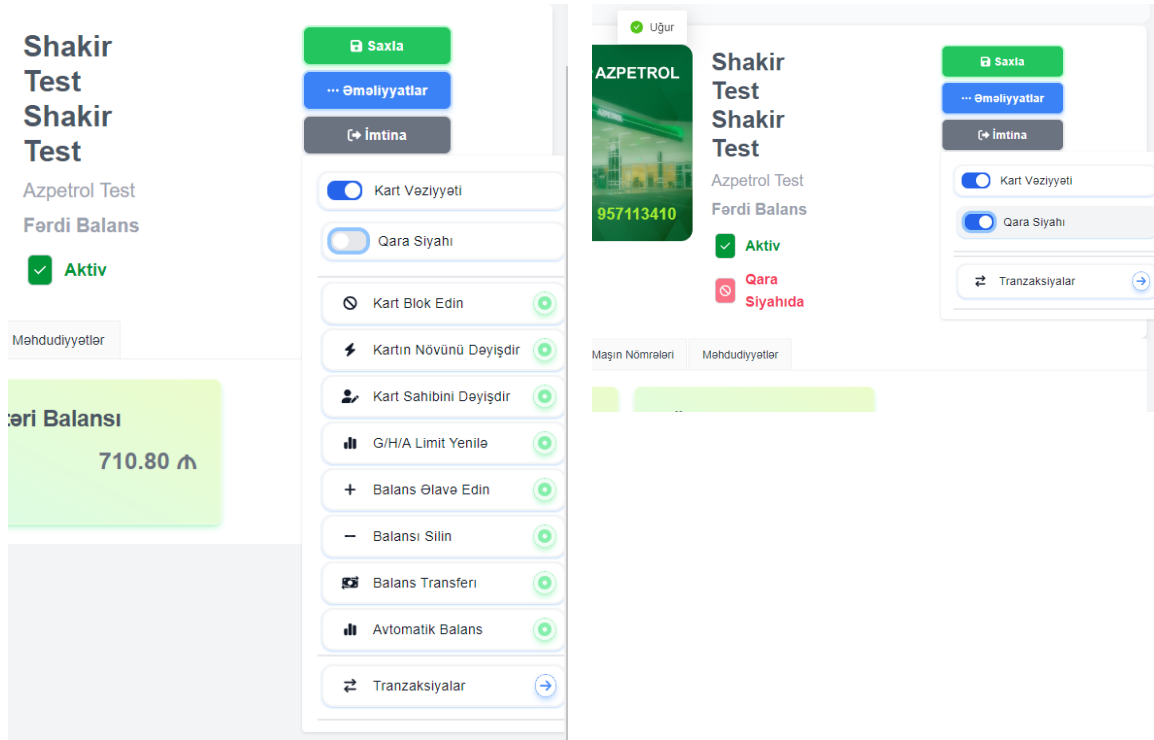 Shakir
Test
Shakir
Test
Azpetrol Test
Fərdi Balans
Aktiv
Məhdudiyyətlər
əri Balansı
710.80 ₼
Saxla
Əməliyyatlar
İmtina
Kart Vəziyyəti
Qara Siyahı
Kart Blok Edin
Kartın Növünü Dəyişdir
Kart Sahibini Dəyişdir
G/H/A Limit Yenilə
Balans Əlavə Edin
Balansı Silin
Balans Transferı
Avtomatik Balans
Tranzaksiyalar
Uğur
AZPETROL
957113410
Shakir
Test
Shakir
Test
Azpetrol Test
Fərdi Balans
Aktiv
Qara
Siyahıda
Saxla
Əməliyyatlar
İmtina
Kart Vəziyyəti
Qara Siyahı
Tranzaksiyalar
Maşın Nömrələri
Məhdudiyyətlər